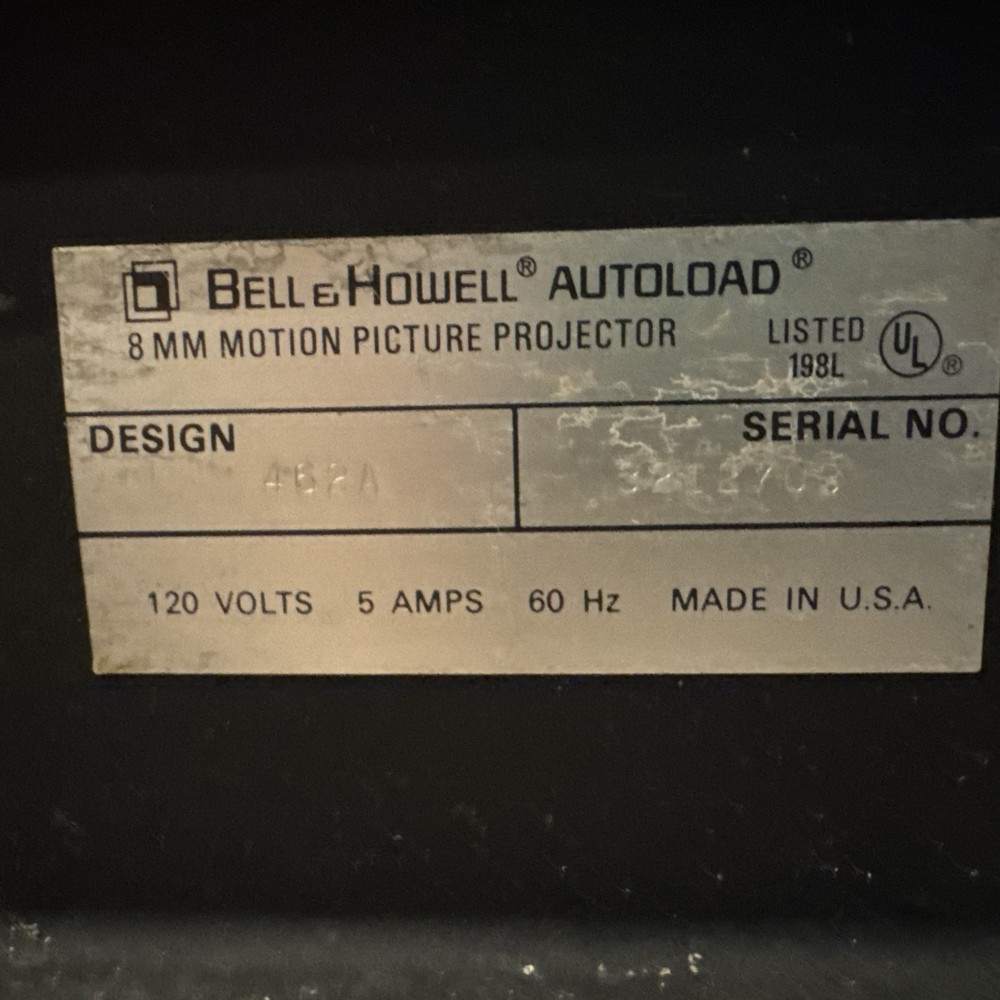 BELL & HOWELL® AUTOLOAD®
8 MM MOTION PICTURE PROJECTOR
LISTED
198L
UL®
DESIGN
462A
SERIAL NO.
120 VOLTS 5 AMPS 60 Hz MADE IN U.S.A.